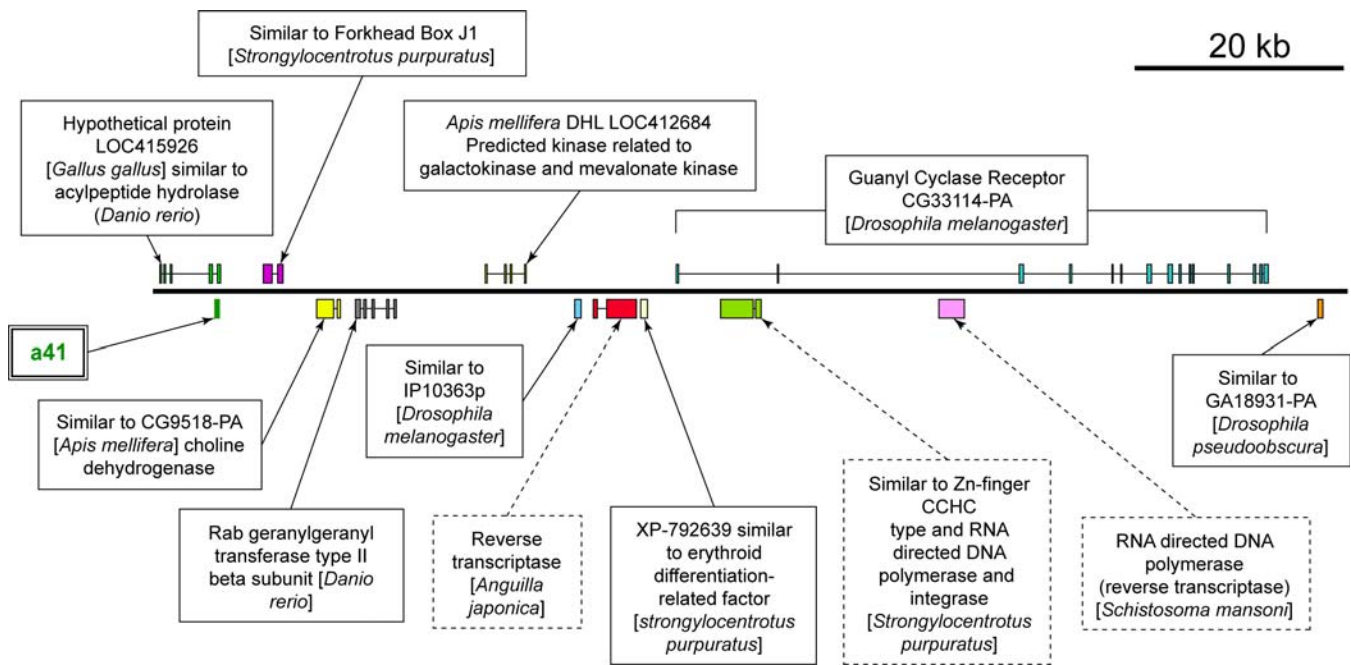 Similar to Forkhead Box J1
[Strongylocentrotus purpuratus]
20 kb
Hypothetical protein
LOC415926
[Gallus gallus] similar to
acylpeptide hydrolase
(Danio rerio)
Apis mellifera DHL LOC412684
Predicted kinase related to
galactokinase and mevalonate kinase
Guanyl Cyclase Receptor
CG33114-PA
[Drosophila melanogaster]
a41
Similar to CG9518-PA
[Apis mellifera] choline
dehydrogenase
Rab geranylgeranyl
transferase type II
beta subunit [Danio
rerio]
Similar to
IP10363p
[Drosophila
melanogaster]
Reverse
transcriptase
[Anguilla
japonica]
XP-792639 similar
to erythroid
differentiation-
related factor
[strongylocentrotus
purpuratus]
Similar to Zn-finger
CCHC
type and RNA
directed DNA
polymerase and
integrase
[Strongylocentrotus
purpuratus]
RNA directed DNA
polymerase
(reverse transcriptase)
[Schistosoma mansoni]
Similar to
GA18931-PA
[Drosophila
pseudoobscura]